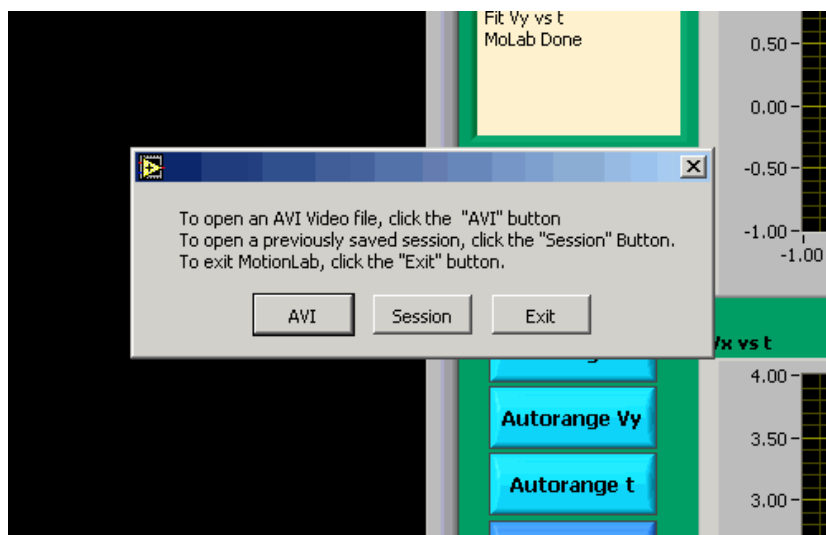 Fit Vy vs t
MoLab Done
0.50
0.00
-0.50
-1.00
-1.00
To open an AVI Video file, click the "AVI" button
To open a previously saved session, click the "Session" Button.
To exit MotionLab, click the "Exit" button.
AVI
Session
Exit
vs t
4.00
Autorange Vy
3.50
Autorange t
3.00